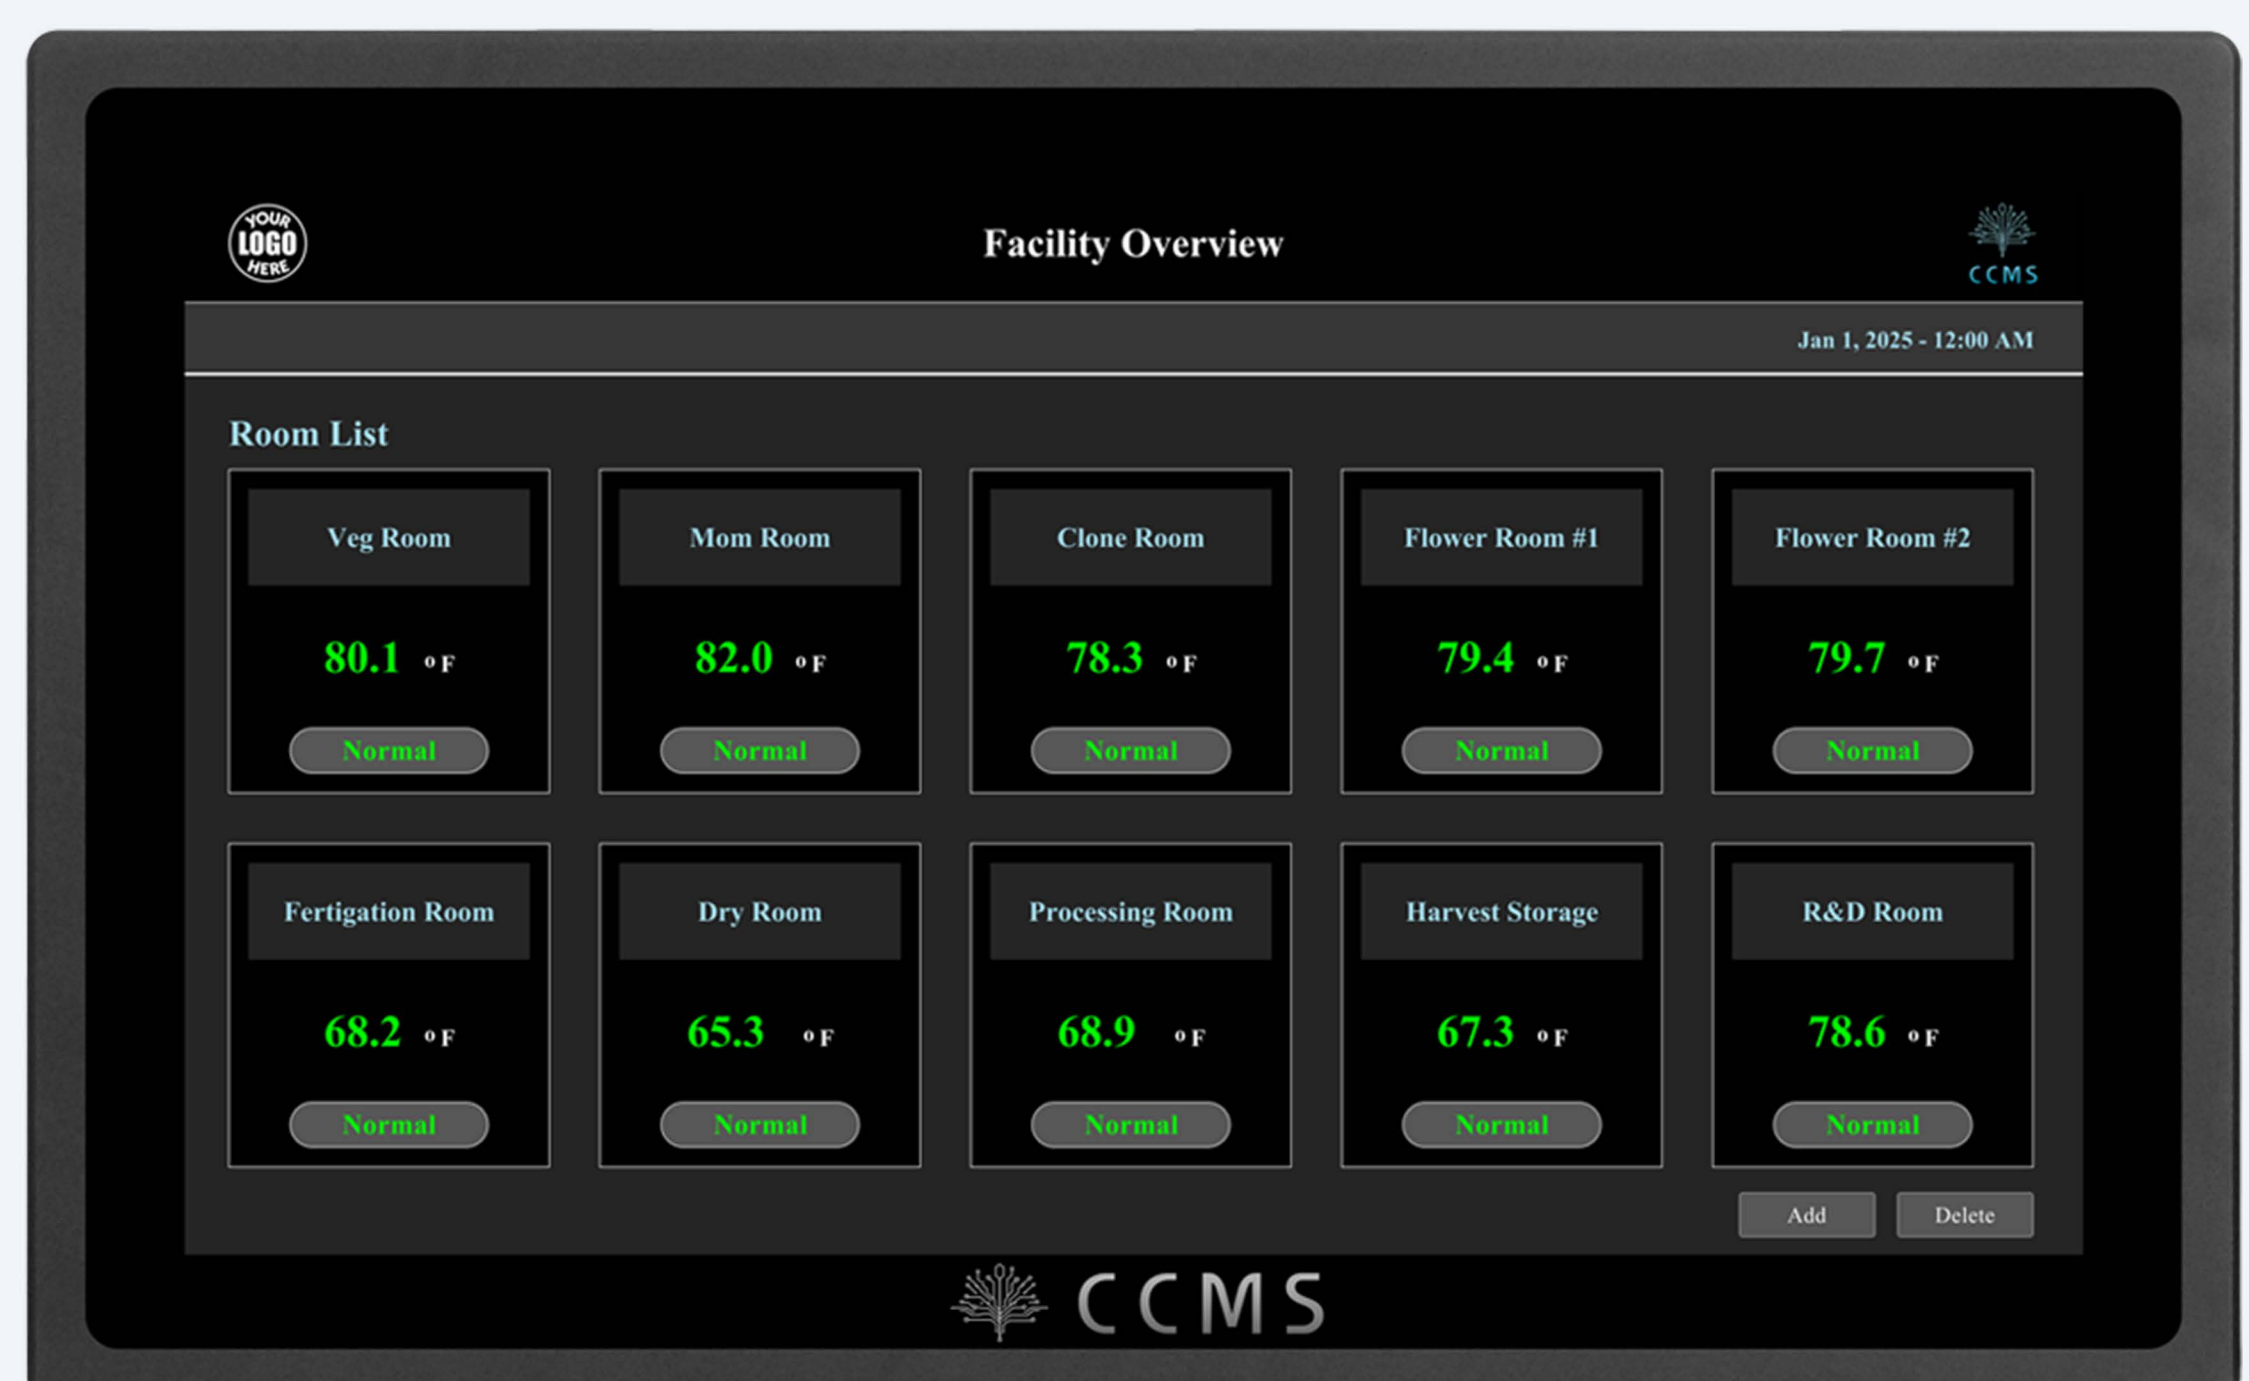 YOUR
LOGO
HERE
Facility Overview
CCMS
Jan 1, 2025 - 12:00 AM
Room List
Veg Room
80.1 ° F
Normal
Mom Room
82.0 ° F
Normal
Clone Room
78.3 ° F
Normal
Flower Room #1
79.4 ° F
Normal
Flower Room #2
79.7 ° F
Normal
Fertigation Room
68.2 ° F
Normal
Dry Room
65.3 ° F
Normal
Processing Room
68.9 ° F
Normal
Harvest Storage
67.3 ° F
Normal
R&D Room
78.6 ° F
Normal
Add
Delete
CCMS